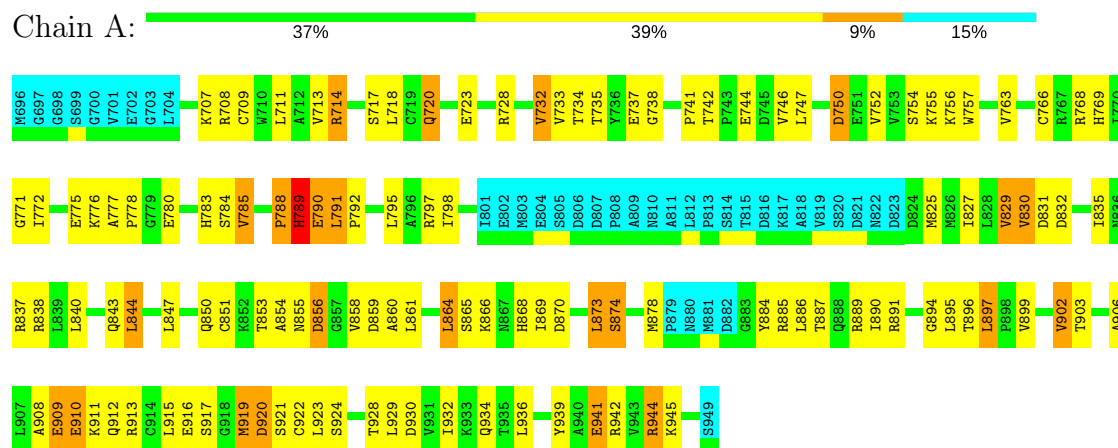 Chain A:
37% 39% 9% 15%
M696 G697 G698 S699 G700 V701 E702 G703 L704 K707 R708 C709 W710 L711 A712 V713 R714 S717 L718 C719 Q720 E723 R728 V732 V733 T734 T735 Y736 E737 G738 P741 T742 P743 E744 D745 V746 L747 D750 E751 V752 V753 S754 K755 K756 W757 V763 C766 R767 R768 H769 I770
G771 I772 E775 K776 A777 P778 G779 E780 H783 S784 V785 P788 H789 E790 L791 P792 L795 A796 R797 I798 I801 E802 M803 E804 S805 D806 D807 P808 A809 N810 A811 L812 P813 S814 T815 D816 K817 A818 V819 S820 D821 N822 D823 D824 M825 M826 I827 L828 V829 V830 D831 D832 I835 N836
R837 R838 L839 L840 Q843 L844 L847 Q850 C851 K852 T853 A854 N855 D856 G857 V858 D859 A860 L861 L864 S865 K866 N867 H868 I869 D870 L873 S874 M878 P879 N880 M881 D882 G883 Y884 R885 L886 T887 Q888 R889 I890 R891 G894 L895 T896 L897 P898 V899 V902 T903 A906
L907 A908 E909 E910 K911 Q912 R913 C914 L915 E916 S917 G918 M919 D920 S921 C922 L923 S924 T928 L929 D930 V931 I932 K933 Q934 T935 L936 Y939 A940 E941 R942 V943 R944 K945 S949